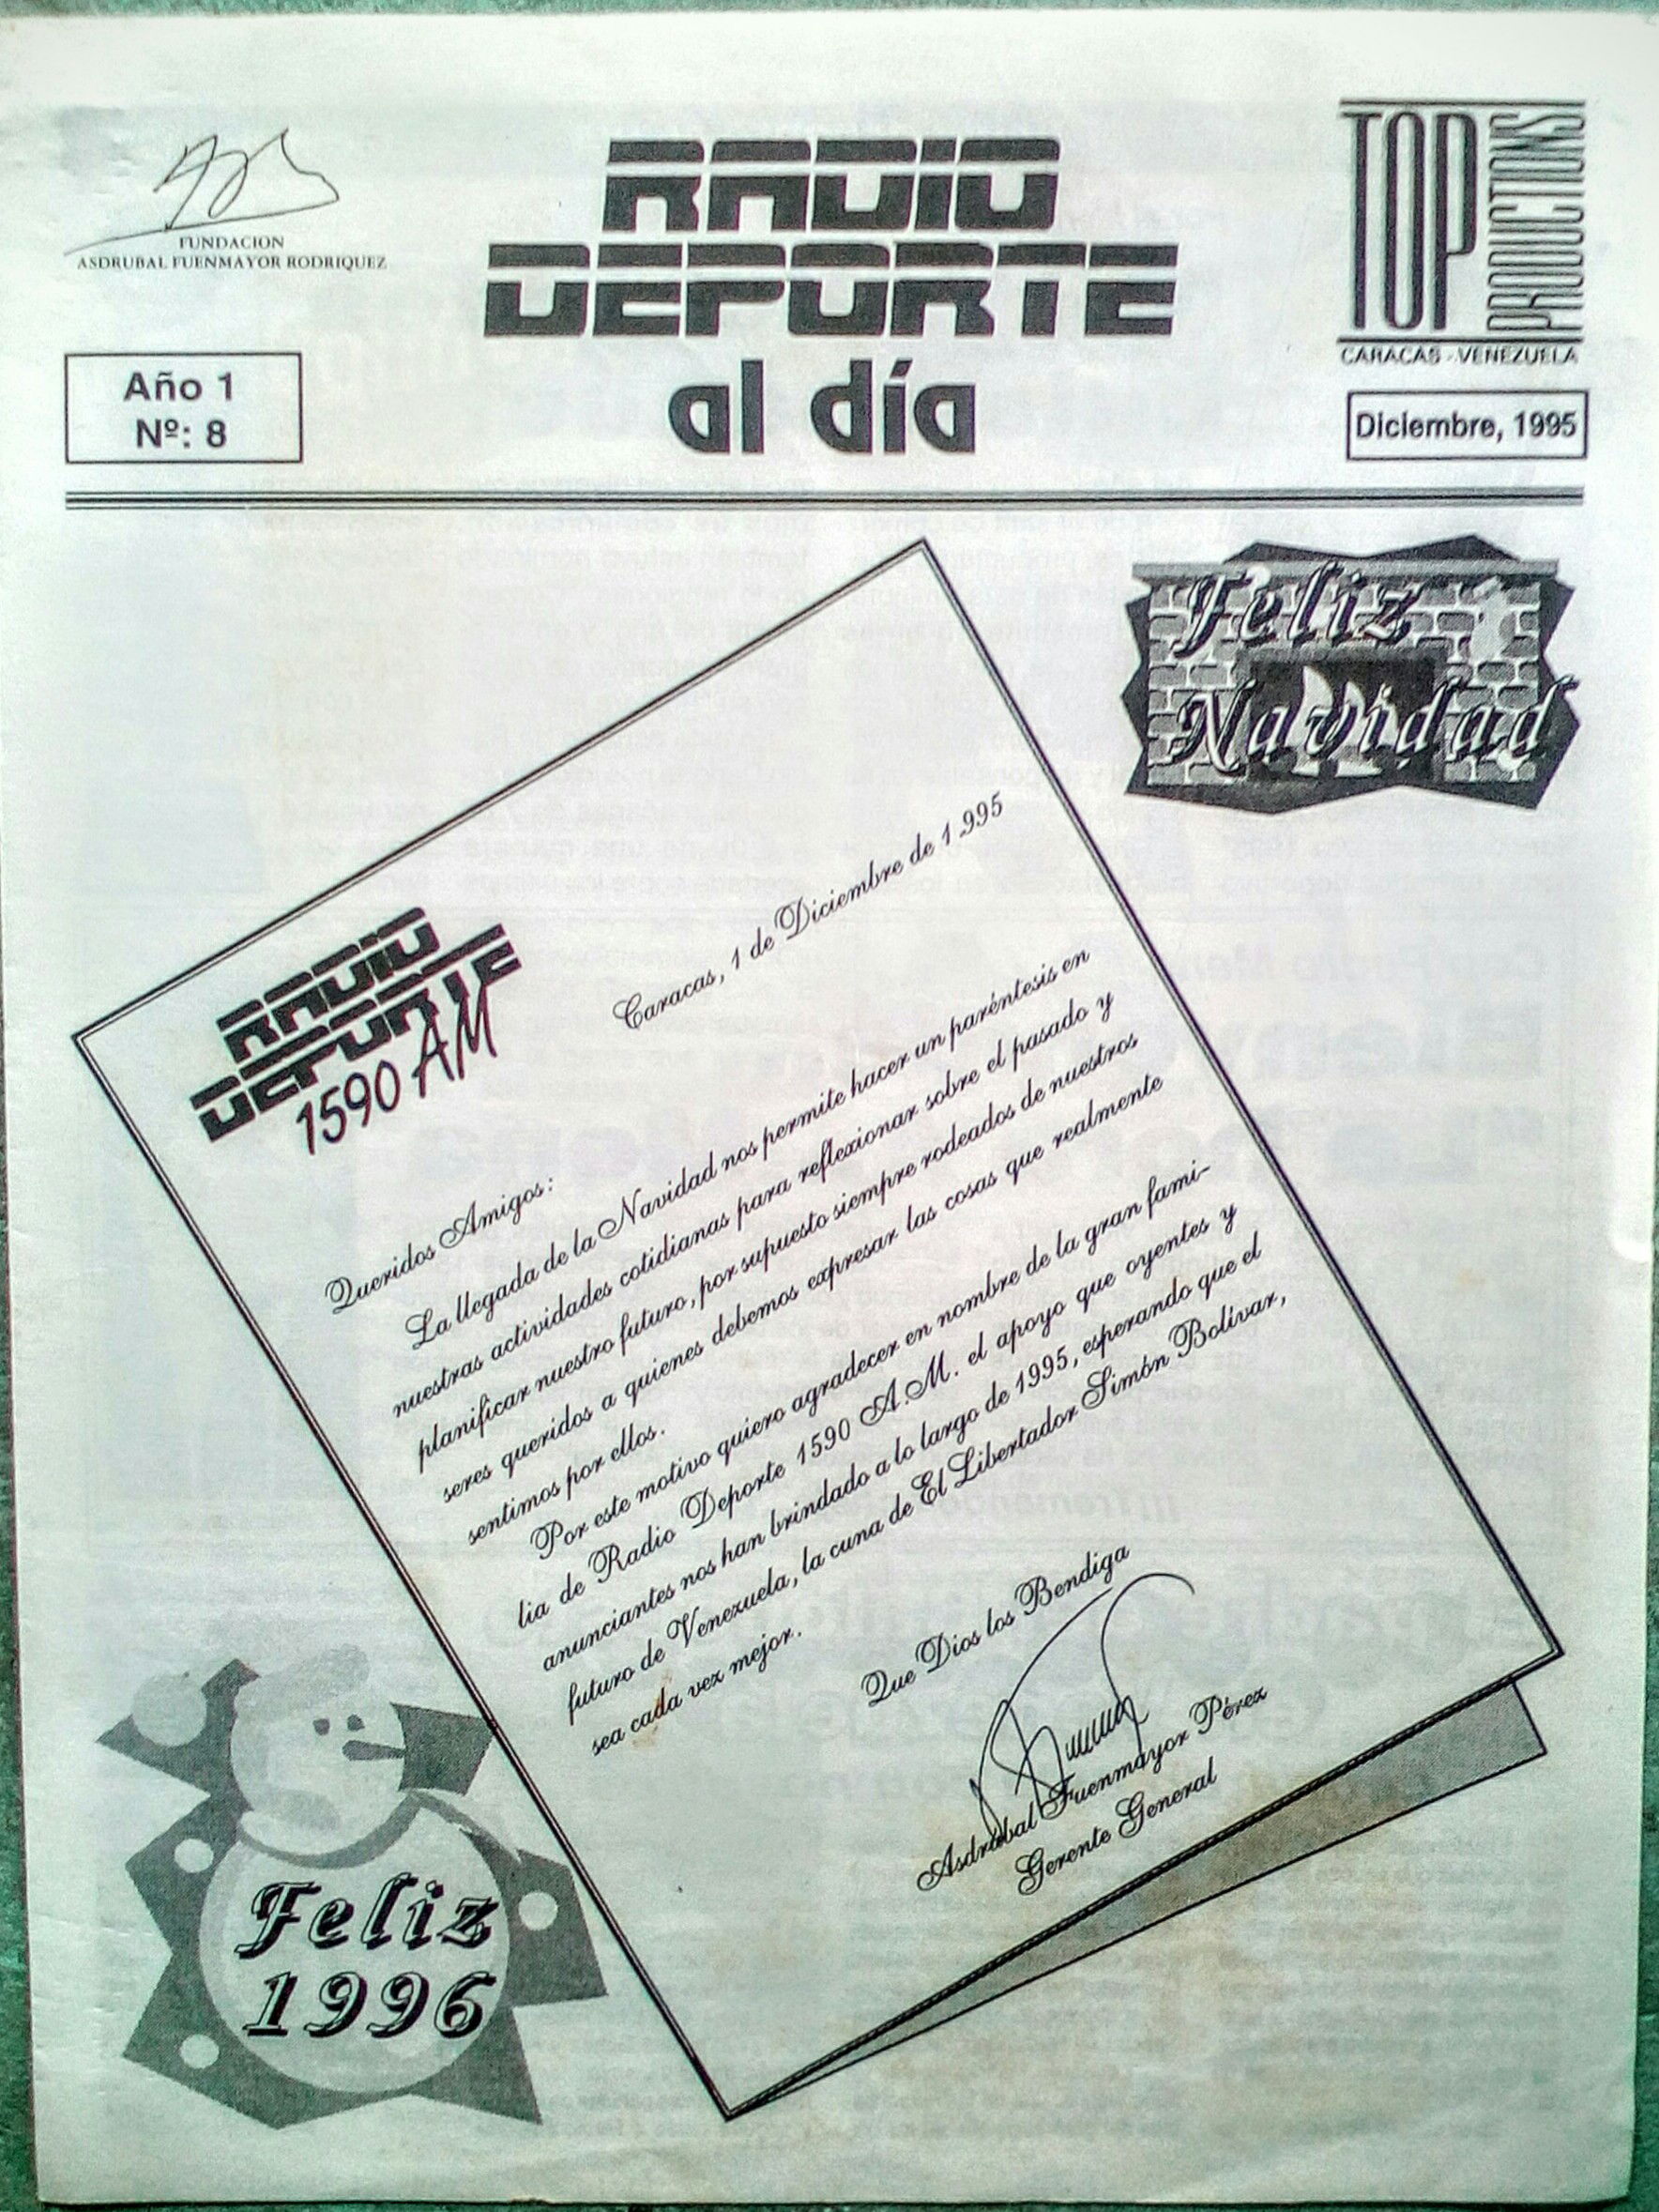 FUNDACION
ASDRUBAL FUENMAYOR RODRIQUEZ
RADIO
DEPORTE
al día
TOP PRODUCTIONS
CARACAS - VENEZUELA
Año 1
Nº: 8
Diciembre, 1995
Feliz
Navidad
RADIO
DEPORTE
1590 AM
Caracas, 1 de Diciembre de 1.995
Queridos Amigos:
La llegada de la Navidad nos permite hacer un paréntesis en
nuestras actividades cotidianas para reflexionar sobre el pasado y
planificar nuestro futuro, por supuesto siempre rodeados de nuestros
seres queridos a quienes debemos expresar las cosas que realmente
sentimos por ellos.
Por este motivo quiero agradecer en nombre de la gran fami-
lia de Radio Deporte 1590 A.M. el apoyo que oyentes y
anunciantes nos han brindado a lo largo de 1995, esperando que el
futuro de Venezuela, la cuna de El Libertador Simón Bolívar,
sea cada vez mejor.
Que Dios los Bendiga
Asdrúbal Fuenmayor Pérez
Gerente General
Feliz
1996